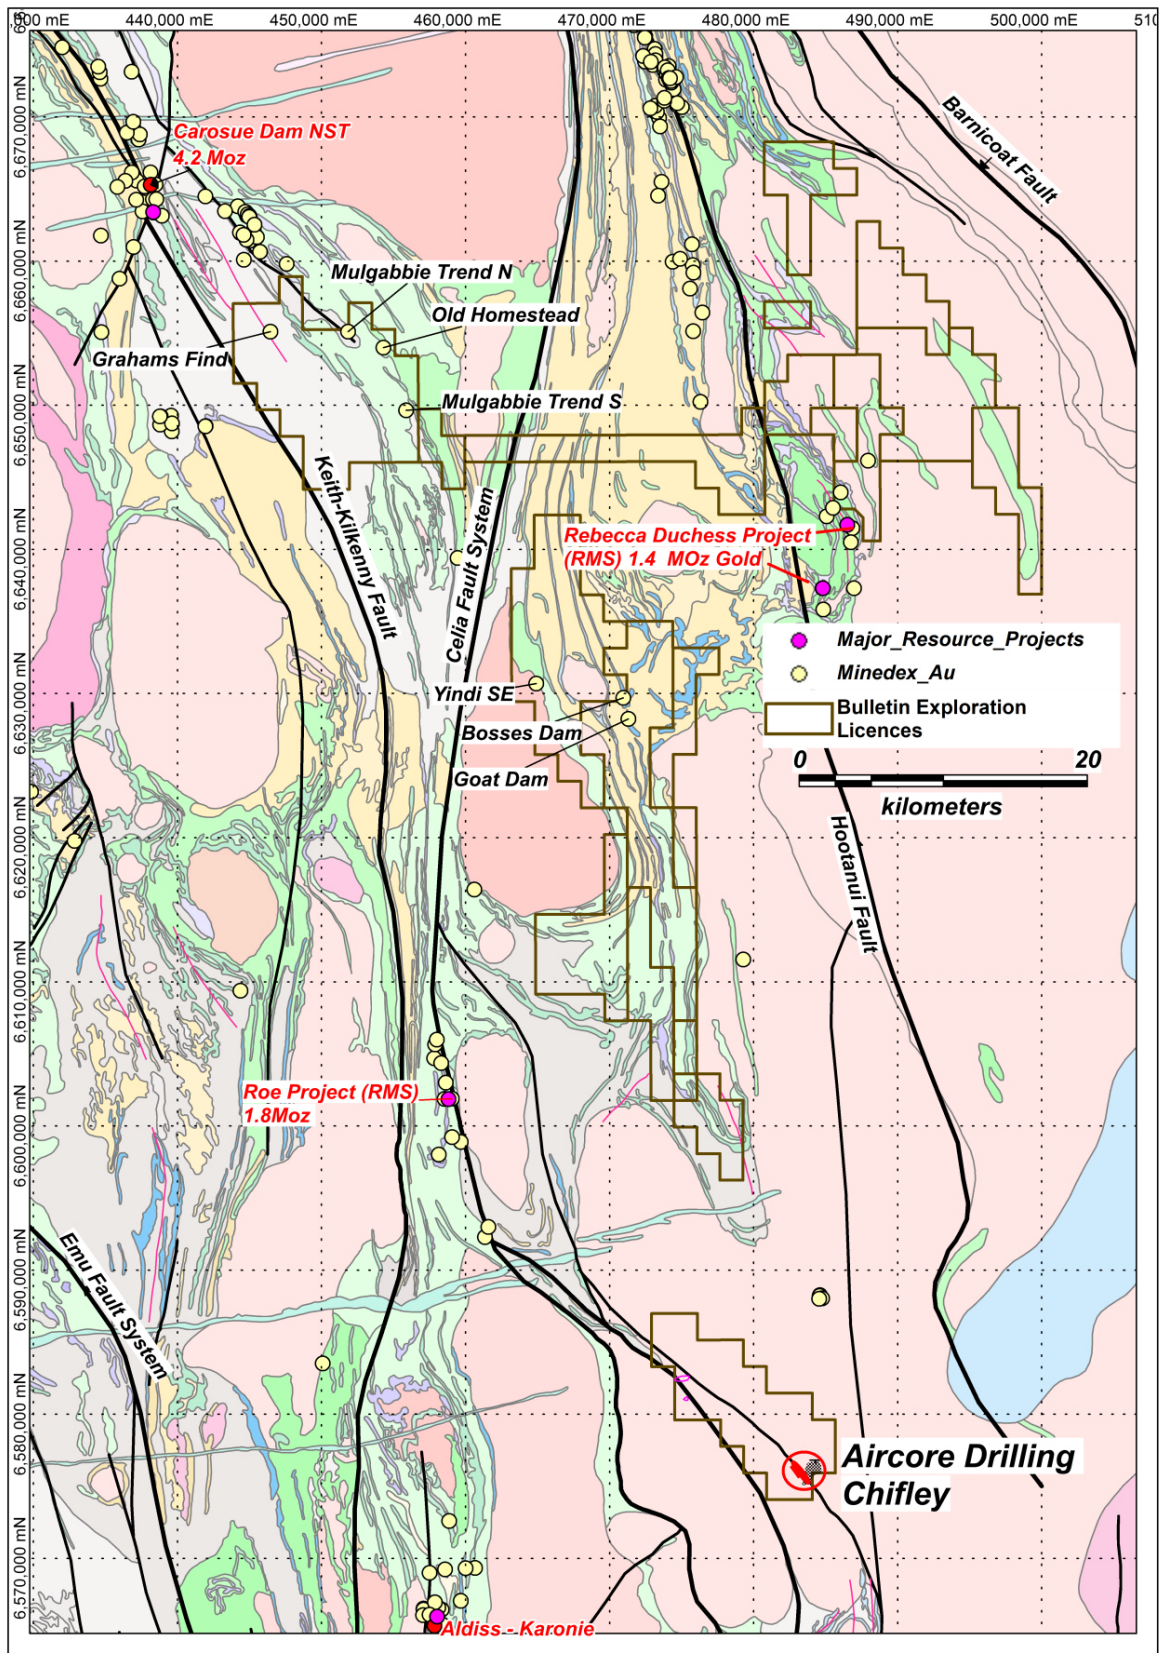 ,000 mE 440,000 mE 450,000 mE 460,000 mE 470,000 mE 480,000 mE 490,000 mE 500,000 mE 510
6,670,000 mN
6,660,000 mN
6,650,000 mN
6,640,000 mN
6,630,000 mN
6,620,000 mN
6,610,000 mN
6,600,000 mN
6,590,000 mN
6,580,000 mN
6,570,000 mN
Carosue Dam NST
4.2 Moz
Barnicoat Fault
Mulgabbie Trend N
Old Homestead
Grahams Find
Mulgabbie Trend S
Keith-Kilkenny Fault
Celia Fault System
Rebecca Duchess Project
(RMS) 1.4 MOz Gold
Major_Resource_Projects
Minedex_Au
Bulletin Exploration
Licences
0 20
kilometers
Yindi SE
Bosses Dam
Goat Dam
Hootanui Fault
Roe Project (RMS)
1.8Moz
Emu Fault System
Aircore Drilling
Chifley
Aldiss - Karonie